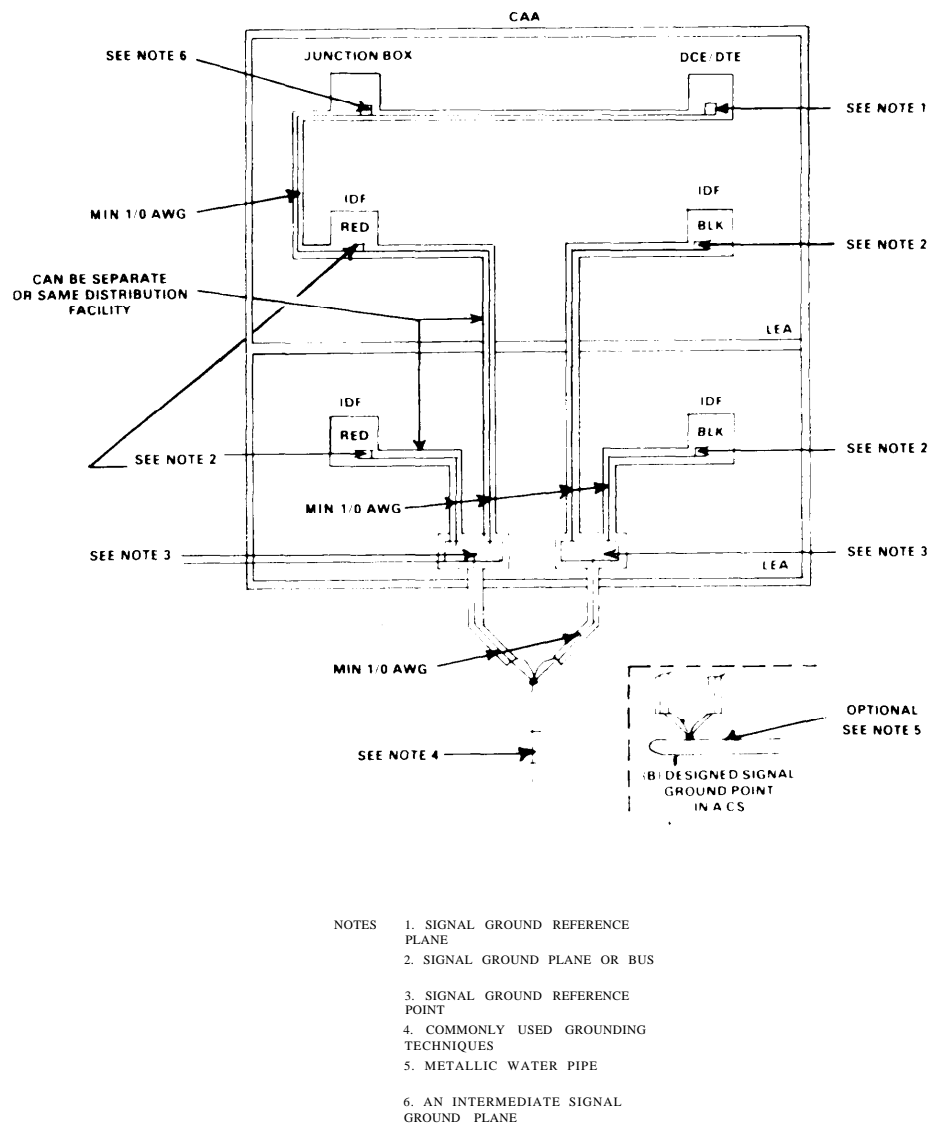 CAA
SEE NOTE 6
JUNCTION BOX
DCE/DTE
SEE NOTE 1
IDF
IDF
MIN 1/0 AWG
RED
BLK
SEE NOTE 2
CAN BE SEPARATE
OR SAME DISTRIBUTION
FACILITY
LEA
IDF
IDF
RED
BLK
SEE NOTE 2
SEE NOTE 2
MIN 1/0 AWG
SEE NOTE 3
SEE NOTE 3
LEA
MIN 1/0 AWG
OPTIONAL
SEE NOTE 5
SEE NOTE 4
(B) DESIGNED SIGNAL
GROUND POINT
IN A CS
NOTES 1. SIGNAL GROUND REFERENCE
PLANE
2. SIGNAL GROUND PLANE OR BUS
3. SIGNAL GROUND REFERENCE
POINT
4. COMMONLY USED GROUNDING
TECHNIQUES
5. METALLIC WATER PIPE
6. AN INTERMEDIATE SIGNAL
GROUND PLANE